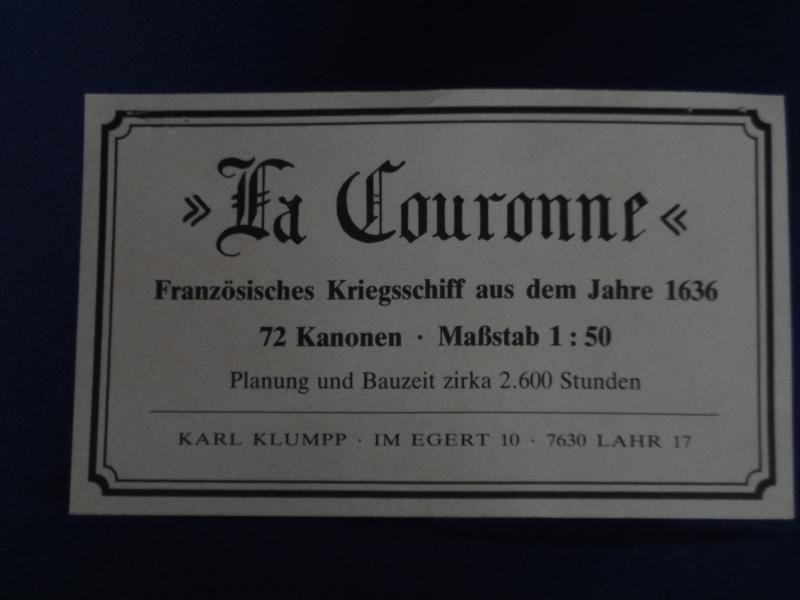 »La Couronne«
Französisches Kriegsschiff aus dem Jahre 1636
72 Kanonen · Maßstab 1 : 50
Planung und Bauzeit zirka 2.600 Stunden
KARL KLUMPP · IM EGERT 10 · 7630 LAHR 17